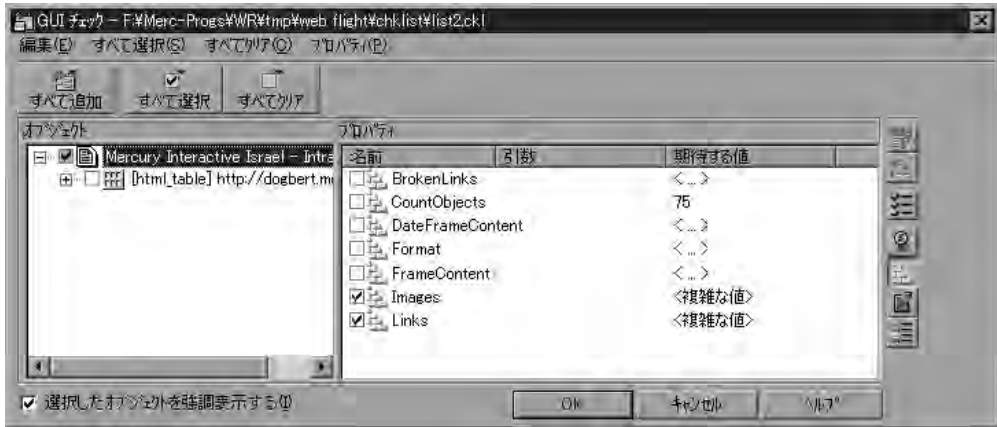 GUI チェック - F:¥Merc-Progs¥WR¥tmp¥web flight¥chklist¥list2.ckl
編集(E) すべて選択(S) すべてクリア(C) プロパティ(P)
すべて追加 すべて選択 すべてクリア
オブジェクト プロパティ
Mercury Interactive Israel - Intra
[html_table] http://dogbert.me
名前 引数 期待する値
BrokenLinks <...>
CountObjects 75
DateFrameContent <...>
Format <...>
FrameContent <...>
Images <複雑な値>
Links <複雑な値>
選択したオブジェクトを強調表示する(I)
OK キャンセル ヘルプ